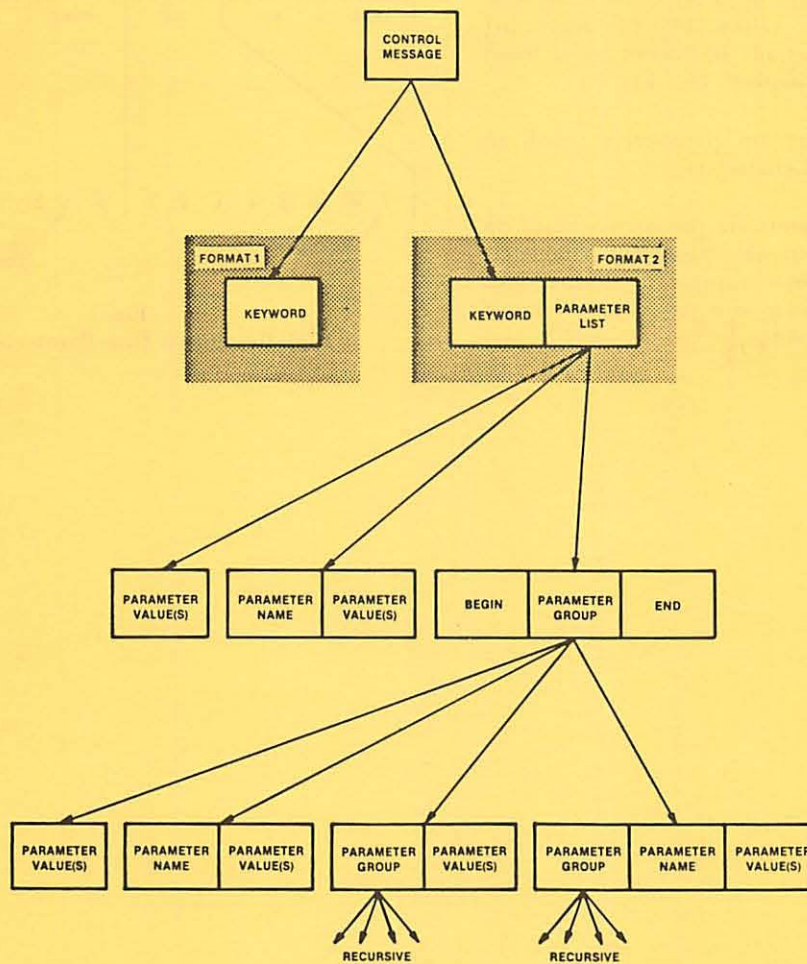 CONTROL
MESSAGE
FORMAT 1
KEYWORD
FORMAT 2
KEYWORD
PARAMETER
LIST
PARAMETER
VALUE(S)
PARAMETER
NAME
PARAMETER
VALUE(S)
BEGIN
PARAMETER
GROUP
END
PARAMETER
VALUE(S)
PARAMETER
NAME
PARAMETER
VALUE(S)
PARAMETER
GROUP
PARAMETER
VALUE(S)
PARAMETER
GROUP
PARAMETER
NAME
PARAMETER
VALUE(S)
RECURSIVE
RECURSIVE